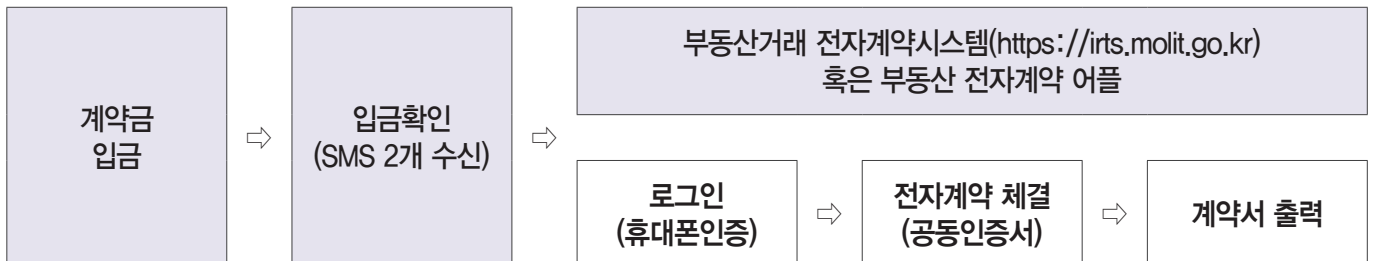 계약금
입금
⇨
입금확인
(SMS 2개 수신)
⇨
부동산거래 전자계약시스템(https://irts.molit.go.kr)
혹은 부동산 전자계약 어플
로그인
(휴대폰인증)
⇨
전자계약 체결
(공동인증서)
⇨
계약서 출력